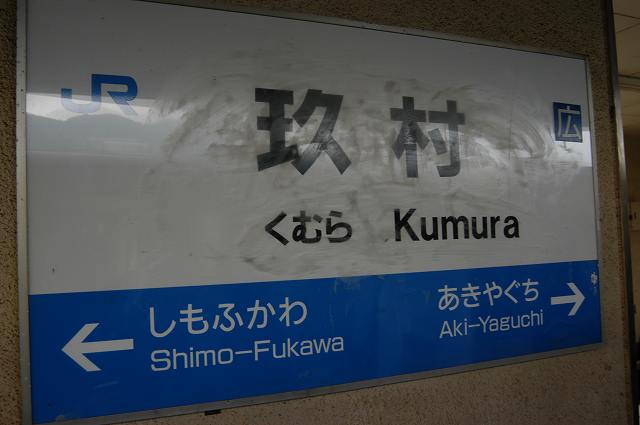 JR
広
玖村
くむら Kumura
しもふかわ
Shimo-Fukawa
あきやぐち
Aki-Yaguchi